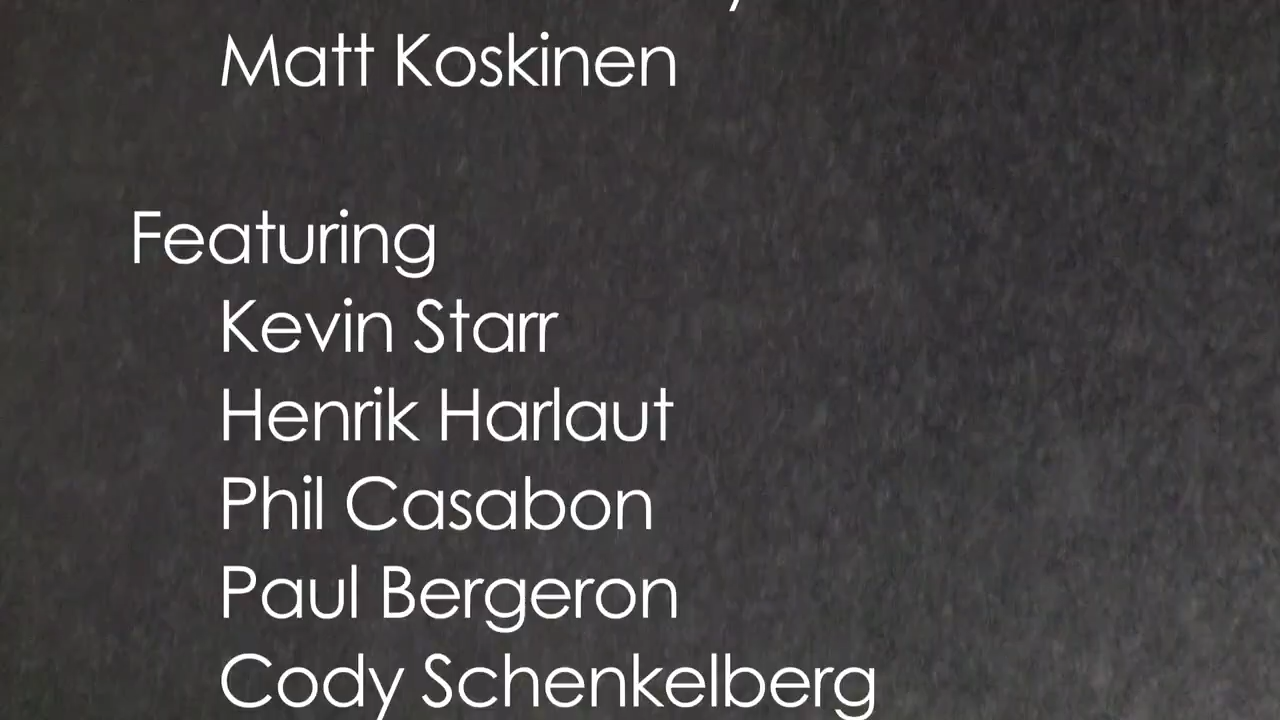 Matt Koskinen
Featuring
Kevin Starr
Henrik Harlaut
Phil Casabon
Paul Bergeron
Cody Schenkelberg